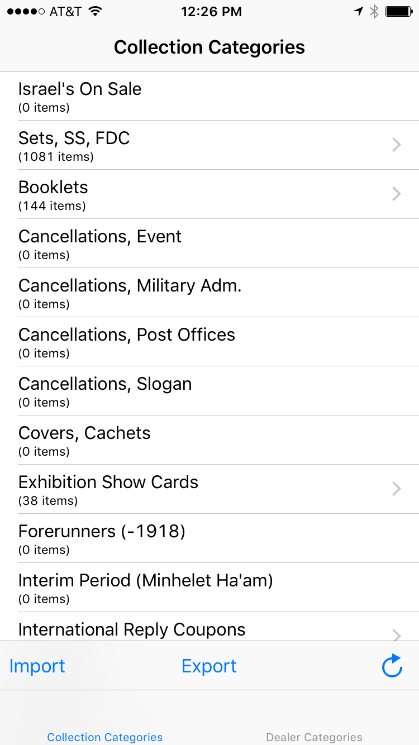 AT&T 12:26 PM
Collection Categories
Israel's On Sale
(0 items)
Sets, SS, FDC
(1081 items)
Booklets
(144 items)
Cancellations, Event
(0 items)
Cancellations, Military Adm.
(0 items)
Cancellations, Post Offices
(0 items)
Cancellations, Slogan
(0 items)
Covers, Cachets
(0 items)
Exhibition Show Cards
(38 items)
Forerunners (-1918)
(0 items)
Interim Period (Minhelet Ha'am)
(0 items)
International Reply Coupons
Import Export
Collection Categories Dealer Categories